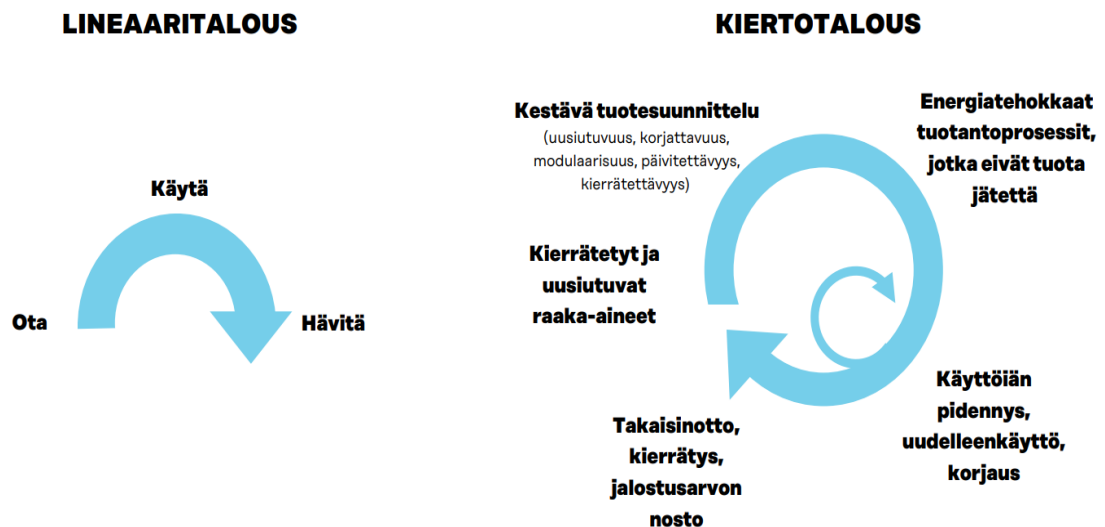 LINEAARITALOUS
Käytä
Ota
Hävitä
KIERTOTALOUS
Kestävä tuotesuunnittelu
(uusiutuvuus, korjattavuus,
modulaarisuus, päivitettävyys,
kierrätettävyys)
Energiatehokkaat
tuotantoprosessit,
jotka eivät tuota
jätettä
Kierrätetyt ja
uusiutuvat
raaka-aineet
Käyttöiän
pidennys,
uudelleenkäyttö,
korjaus
Takaisinotto,
kierrätys,
jalostusarvon
nosto